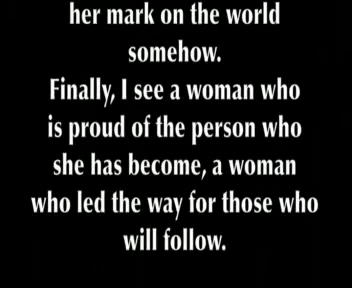 her mark on the world
somehow.
Finally, I see a woman who
is proud of the person who
she has become, a woman
who led the way for those who
will follow.